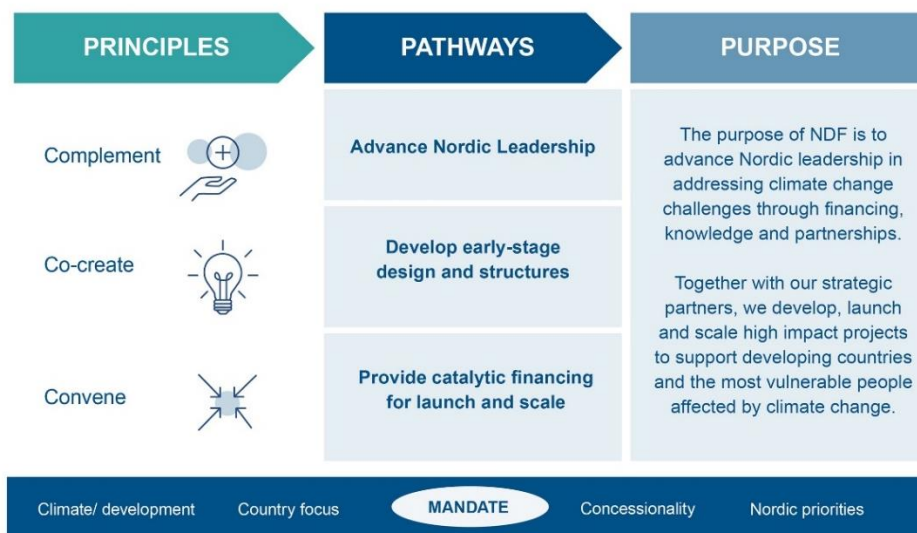 PRINCIPLES
PATHWAYS
PURPOSE
Complement
Co-create
Convene
Advance Nordic Leadership
Develop early-stage
design and structures
Provide catalytic financing
for launch and scale
The purpose of NDF is to
advance Nordic leadership in
addressing climate change
challenges through financing,
knowledge and partnerships.
Together with our strategic
partners, we develop, launch
and scale high impact projects
to support developing countries
and the most vulnerable people
affected by climate change.
Climate/ development
Country focus
MANDATE
Concessionality
Nordic priorities